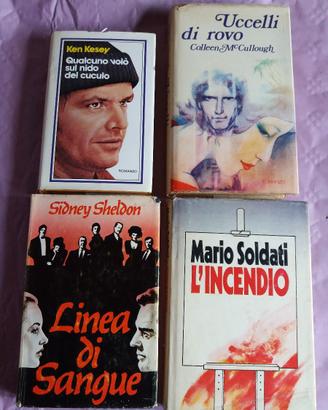 Ken Kesey
Qualcuno volò
sul nido
del cuculo
ROMANZO
Uccelli
di rovo
Colleen McCullough
Sidney Sheldon
Linea
di
Sangue
Mario Soldati
L'INCENDIO